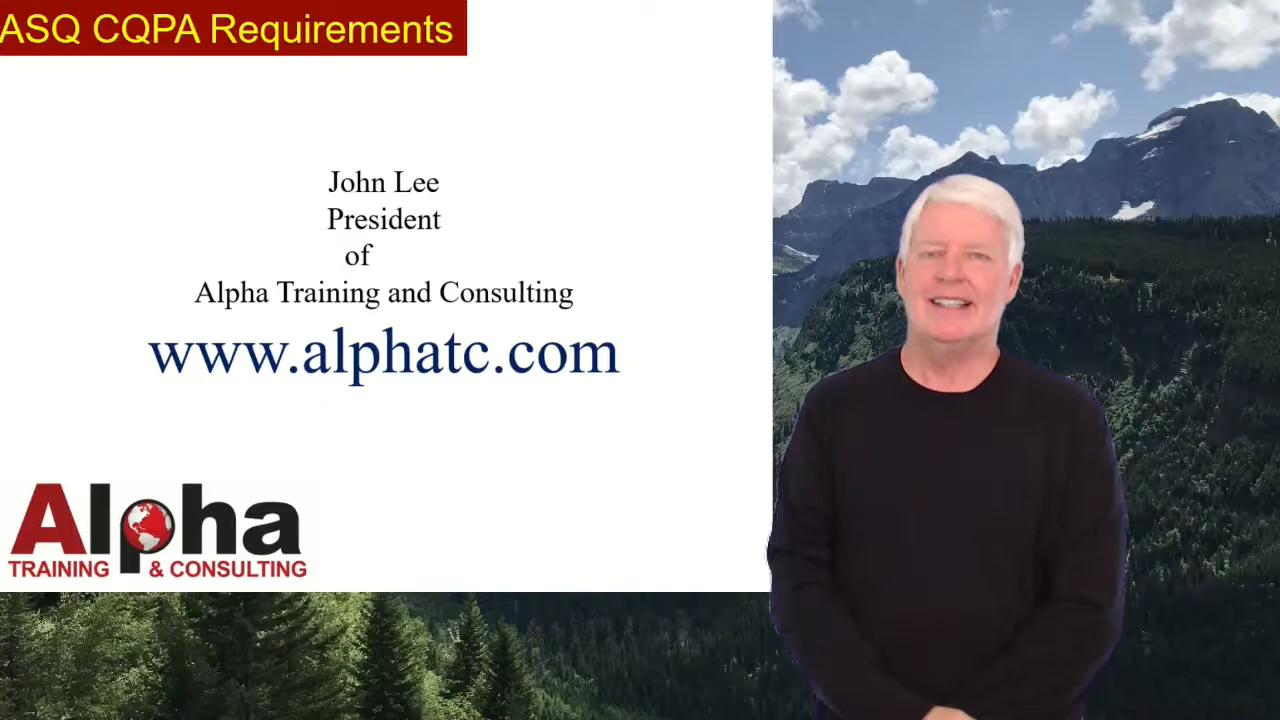 ASQ CQPA Requirements
John Lee
President
of
Alpha Training and Consulting
www.alphatc.com
Alpha
TRAINING & CONSULTING